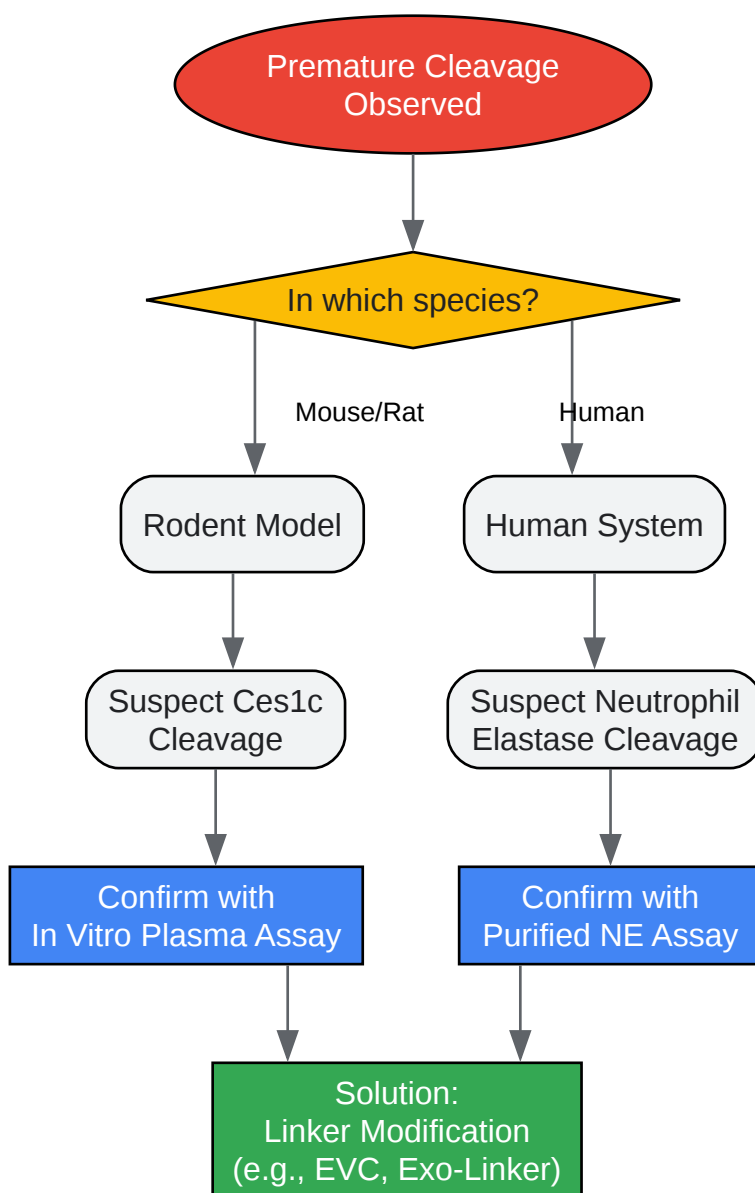 Premature Cleavage
Observed
In which species?
Mouse/Rat
Human
Rodent Model
Human System
Suspect Ces1c
Cleavage
Suspect Neutrophil
Elastase Cleavage
Confirm with
In Vitro Plasma Assay
Confirm with
Purified NE Assay
Solution:
Linker Modification
(e.g., EVC, Exo-Linker)